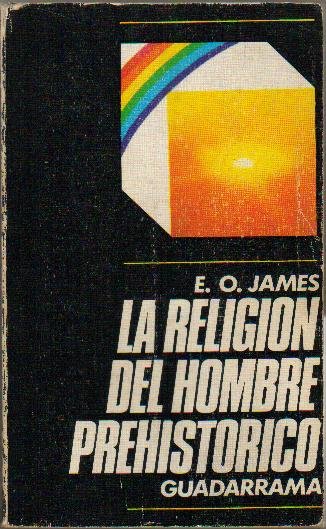 E. O. JAMES
LA RELIGION
DEL HOMBRE
PREHISTORICO
GUADARRAMA